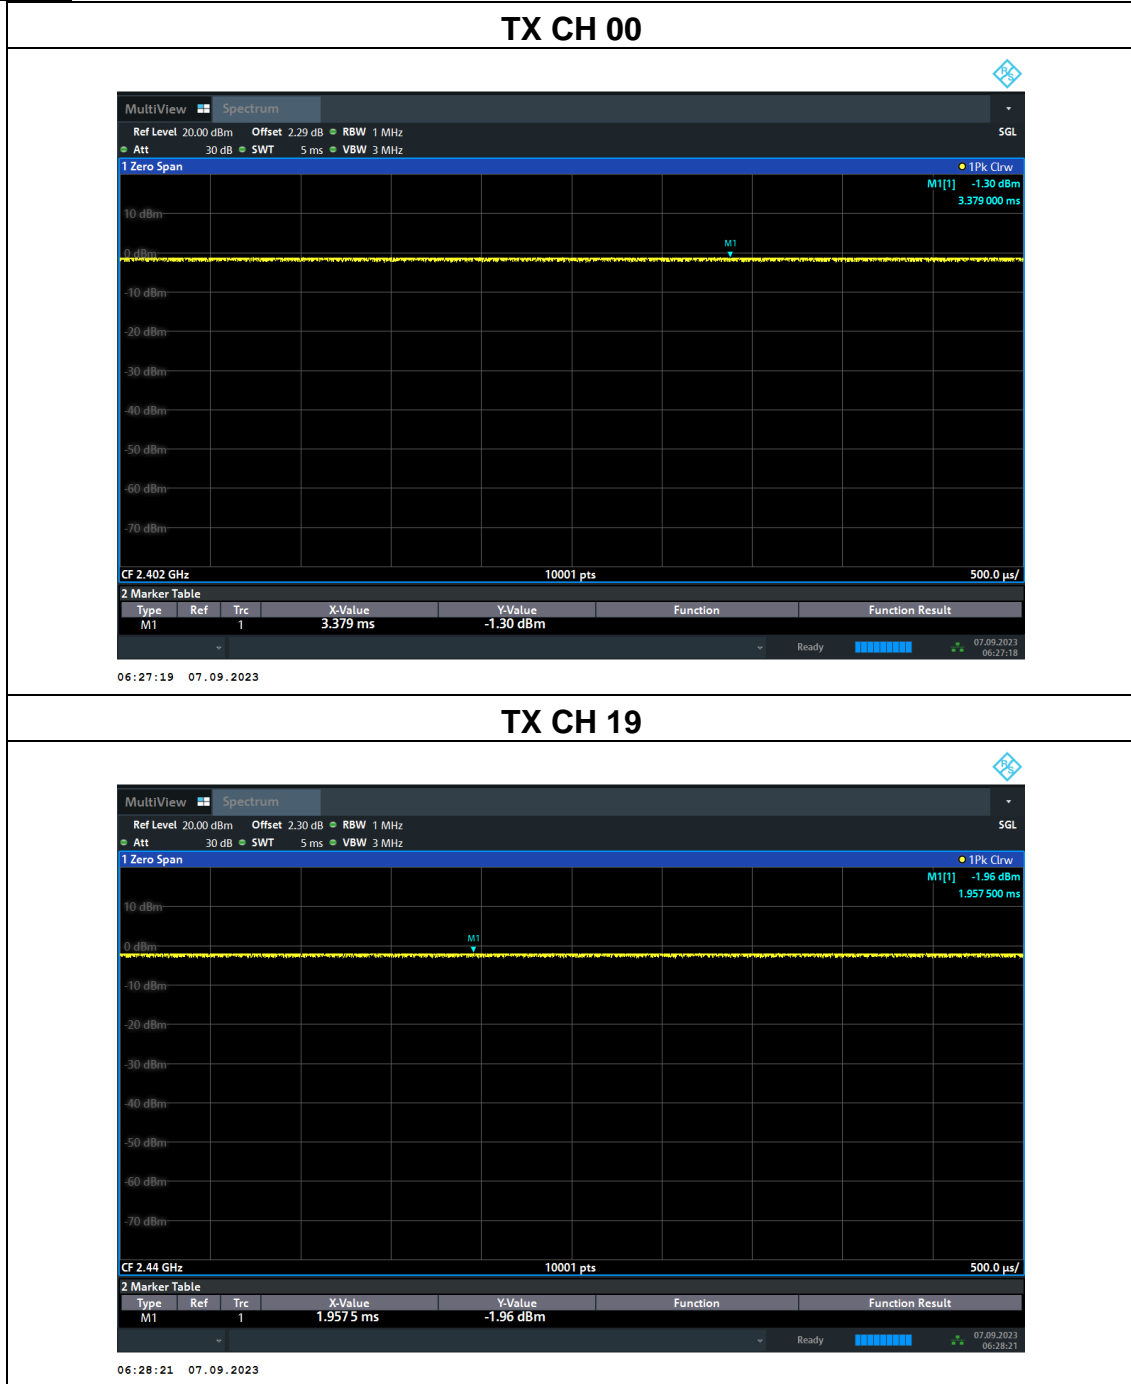 TX CH 00
R&S
MultiView Spectrum
Ref Level 20.00 dBm Offset 2.29 dB RBW 1 MHz SGL
Att 30 dB SWT 5 ms VBW 3 MHz
1 Zero Span 1Pk Clrw
M1[1] -1.30 dBm
3.379 000 ms
10 dBm
M1
0 dBm
-10 dBm
-20 dBm
-30 dBm
-40 dBm
-50 dBm
-60 dBm
-70 dBm
CF 2.402 GHz 10001 pts 500.0 µs/
2 Marker Table
Type Ref Trc X-Value Y-Value Function Function Result
M1 1 3.379 ms -1.30 dBm
Ready 07.09.2023
06:27:18
06:27:19 07.09.2023
TX CH 19
R&S
MultiView Spectrum
Ref Level 20.00 dBm Offset 2.30 dB RBW 1 MHz SGL
Att 30 dB SWT 5 ms VBW 3 MHz
1 Zero Span 1Pk Clrw
M1[1] -1.96 dBm
1.957 500 ms
10 dBm
M1
0 dBm
-10 dBm
-20 dBm
-30 dBm
-40 dBm
-50 dBm
-60 dBm
-70 dBm
CF 2.44 GHz 10001 pts 500.0 µs/
2 Marker Table
Type Ref Trc X-Value Y-Value Function Function Result
M1 1 1.9575 ms -1.96 dBm
Ready 07.09.2023
06:28:21
06:28:21 07.09.2023